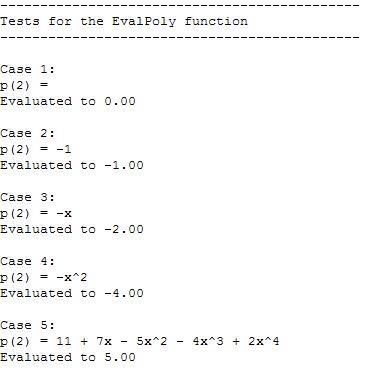 ------------------------------------------------
Tests for the EvalPoly function
------------------------------------------------
Case 1:
p(2) =
Evaluated to 0.00
Case 2:
p(2) = -1
Evaluated to -1.00
Case 3:
p(2) = -x
Evaluated to -2.00
Case 4:
p(2) = -x^2
Evaluated to -4.00
Case 5:
p(2) = 11 + 7x - 5x^2 - 4x^3 + 2x^4
Evaluated to 5.00